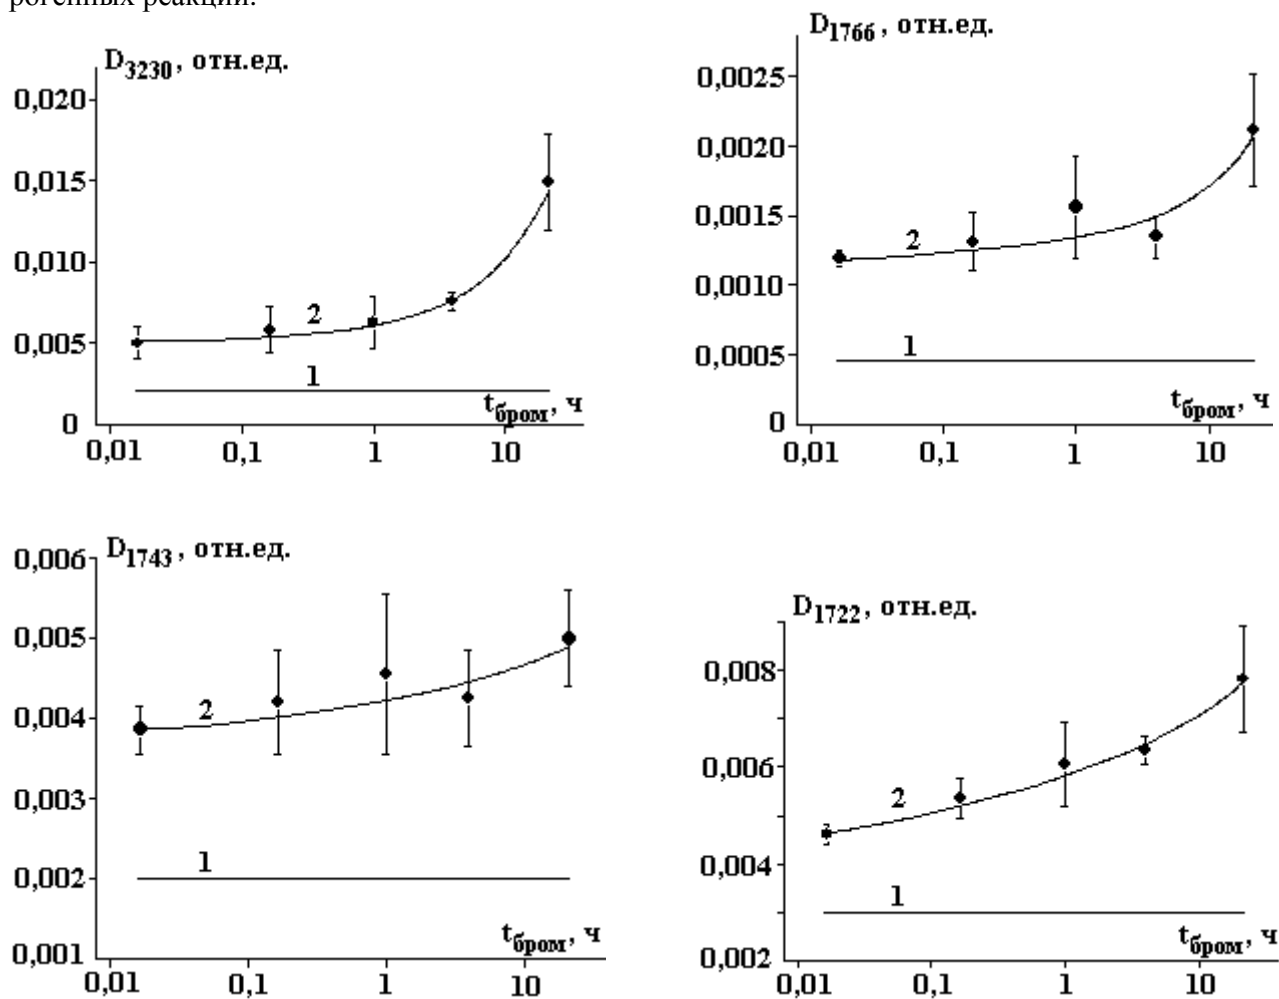 рогенных реакций.
D3230, отн.ед.
0,020
0,015
0,010
0,005
0
2
1
tбром, ч
0,01 0,1 1 10
D1766, отн.ед.
0,0025
0,0020
0,0015
0,0010
0,0005
0
2
1
tбром, ч
0,01 0,1 1 10
D1743, отн.ед.
0,006
0,005
0,004
0,003
0,002
0,001
2
1
tбром, ч
0,01 0,1 1 10
D1722, отн.ед.
0,008
0,006
0,004
0,002
2
1
tбром, ч
0,01 0,1 1 10